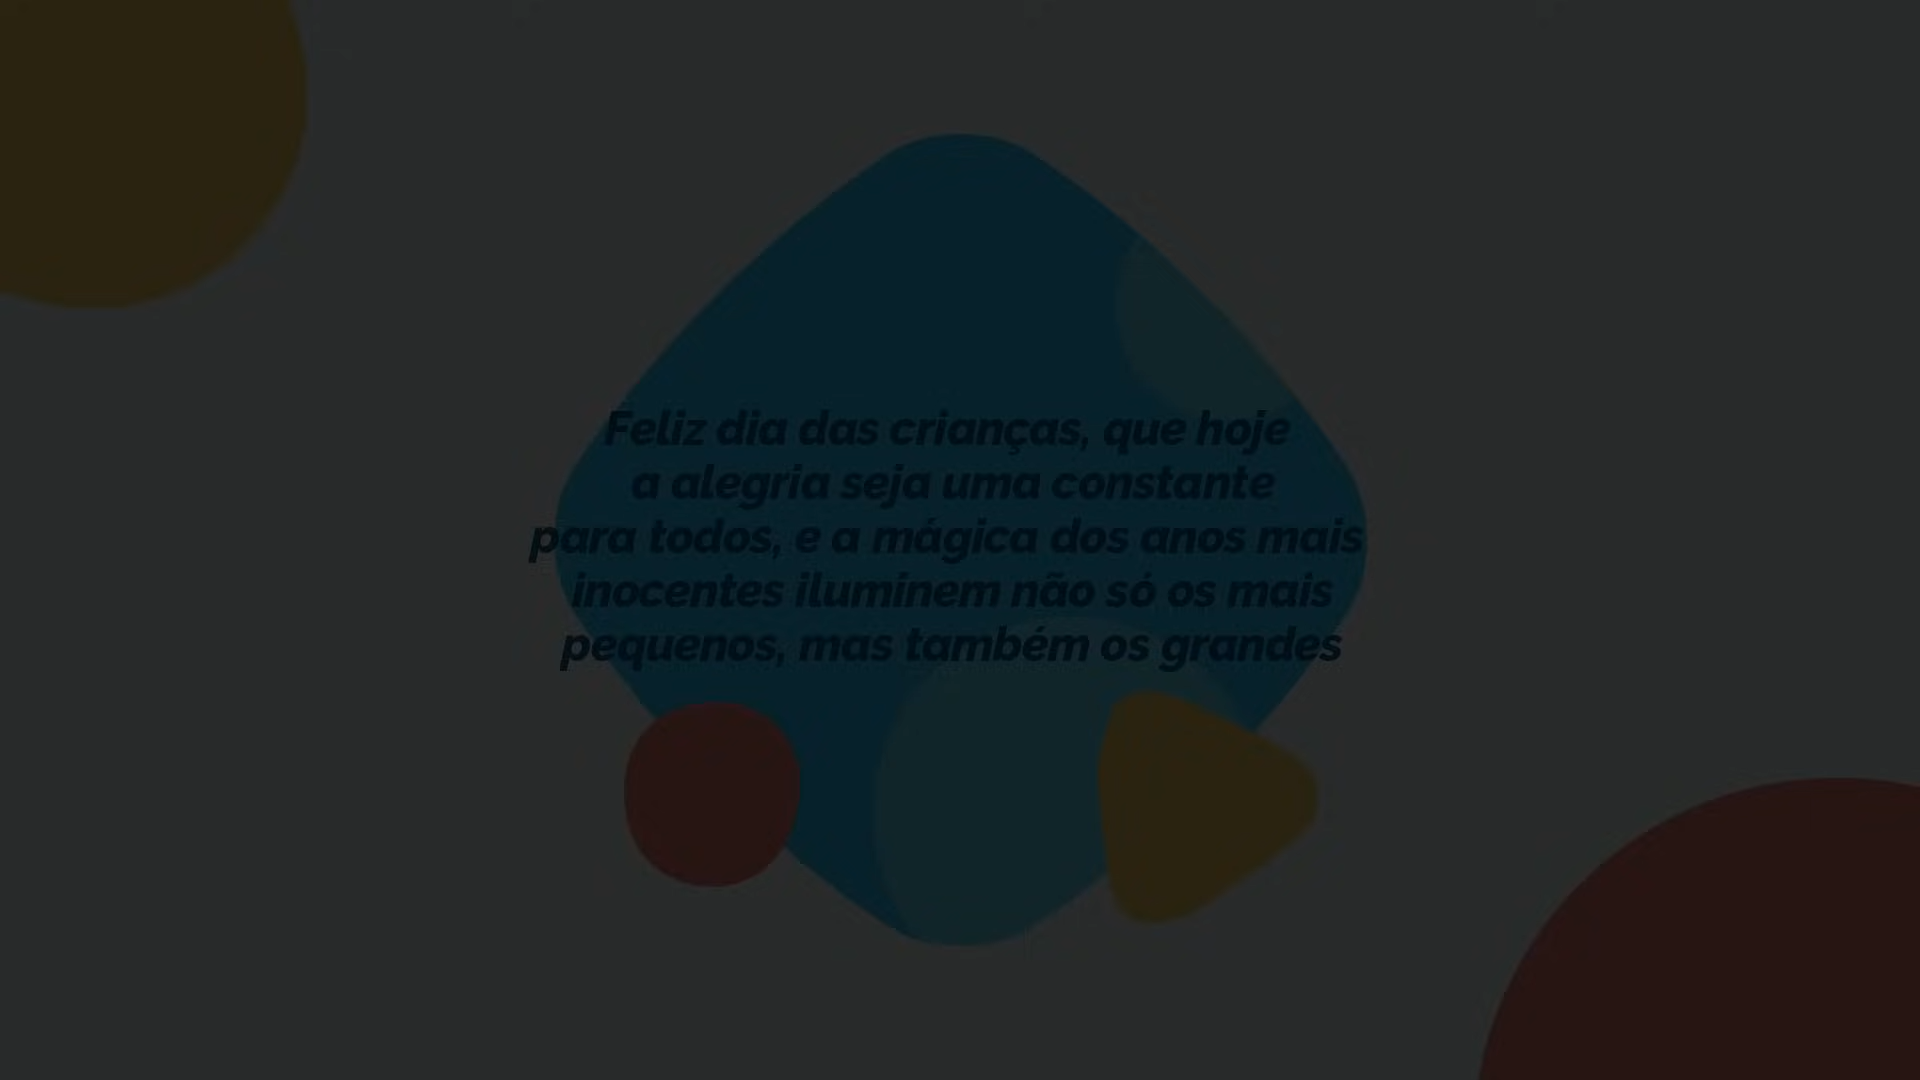 Feliz dia das crianças, que hoje
a alegria seja uma constante
para todos, e a mágica dos anos mais
inocentes iluminem não só os mais
pequenos, mas também os grandes